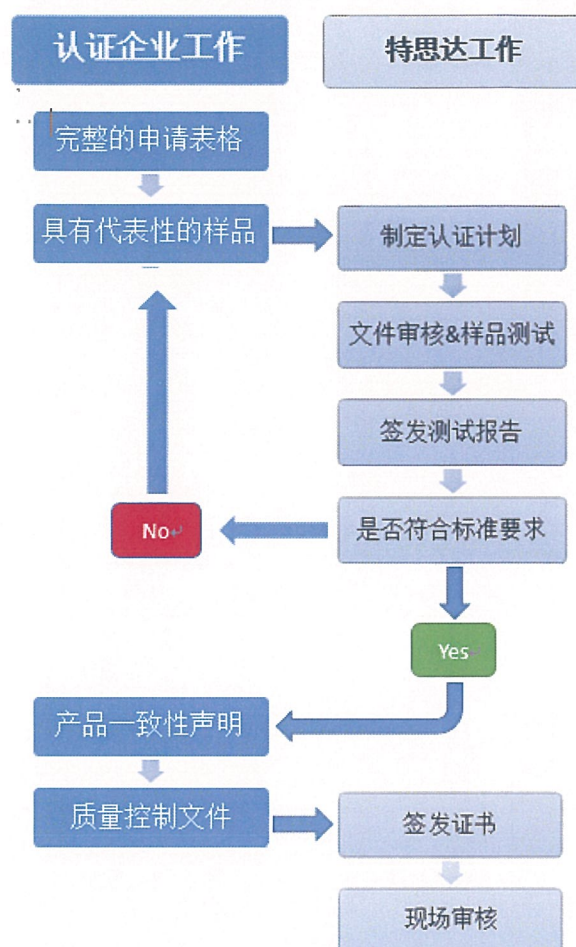 认证企业工作
特思达工作
完整的申请表格
具有代表性的样品
制定认证计划
文件审核&样品测试
签发测试报告
是否符合标准要求
No
Yes
产品一致性声明
质量控制文件
签发证书
现场审核